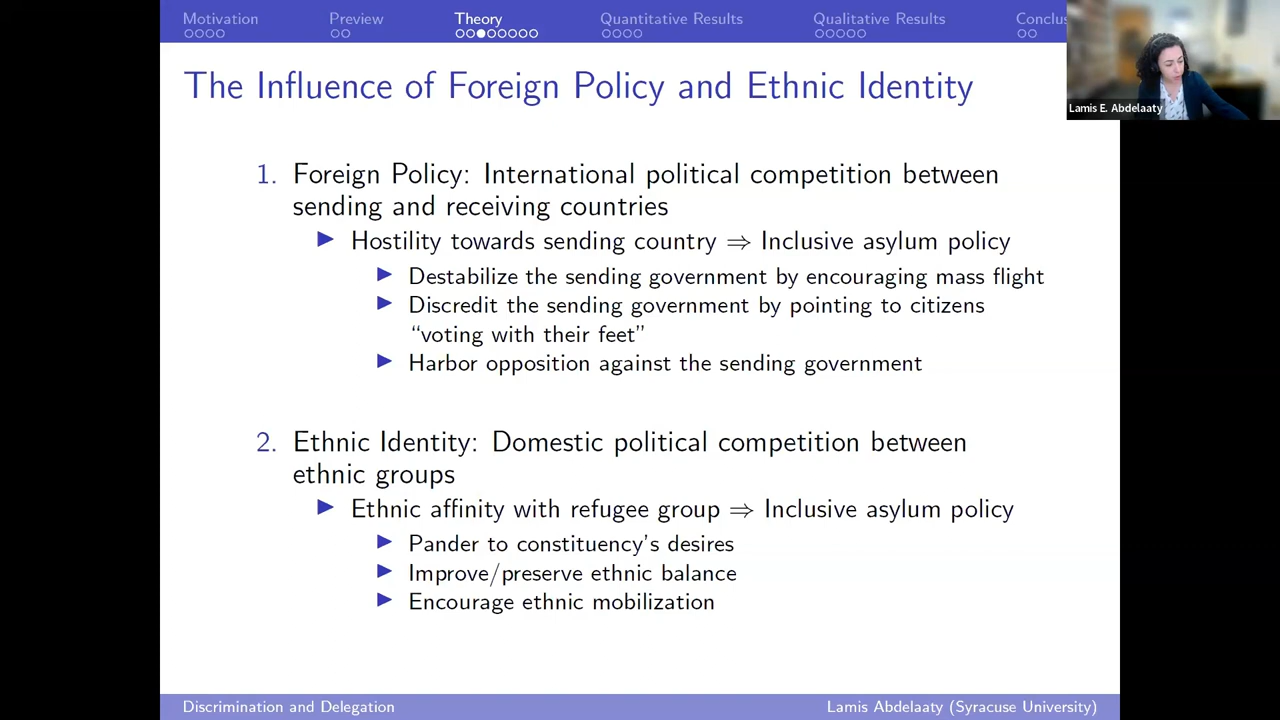 Motivation Preview Theory Quantitative Results Qualitative Results Conclus
Lamis E. Abdelaaty
The Influence of Foreign Policy and Ethnic Identity
1. Foreign Policy: International political competition between
sending and receiving countries
▶ Hostility towards sending country ⇒ Inclusive asylum policy
▶ Destabilize the sending government by encouraging mass flight
▶ Discredit the sending government by pointing to citizens
“voting with their feet”
▶ Harbor opposition against the sending government
2. Ethnic Identity: Domestic political competition between
ethnic groups
▶ Ethnic affinity with refugee group ⇒ Inclusive asylum policy
▶ Pander to constituency's desires
▶ Improve/preserve ethnic balance
▶ Encourage ethnic mobilization
Discrimination and Delegation Lamis Abdelaaty (Syracuse University)